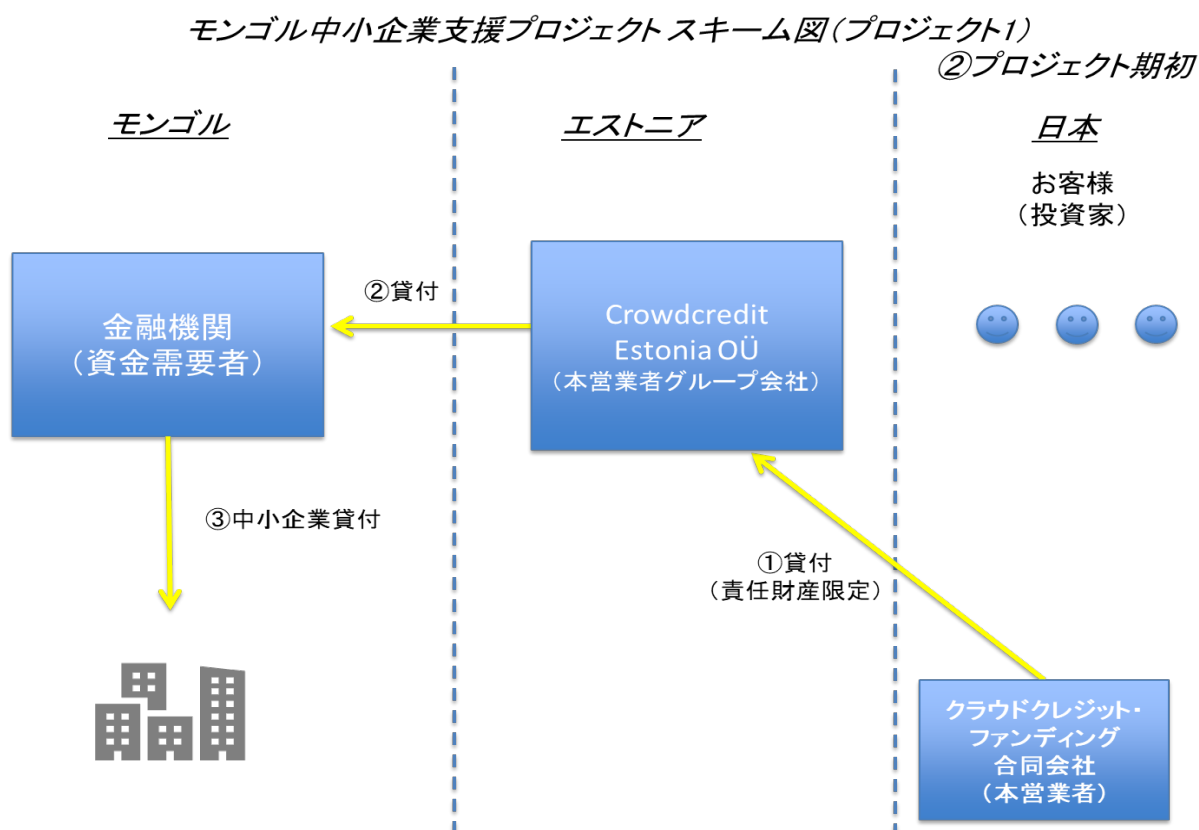 モンゴル中小企業支援プロジェクト スキーム図(プロジェクト1)
②プロジェクト期初
モンゴル
エストニア
日本
お客様
(投資家)
金融機関
(資金需要者)
②貸付
Crowdcredit
Estonia OÜ
(本営業者グループ会社)
③中小企業貸付
①貸付
(責任財産限定)
クラウドクレジット・
ファンディング
合同会社
(本営業者)